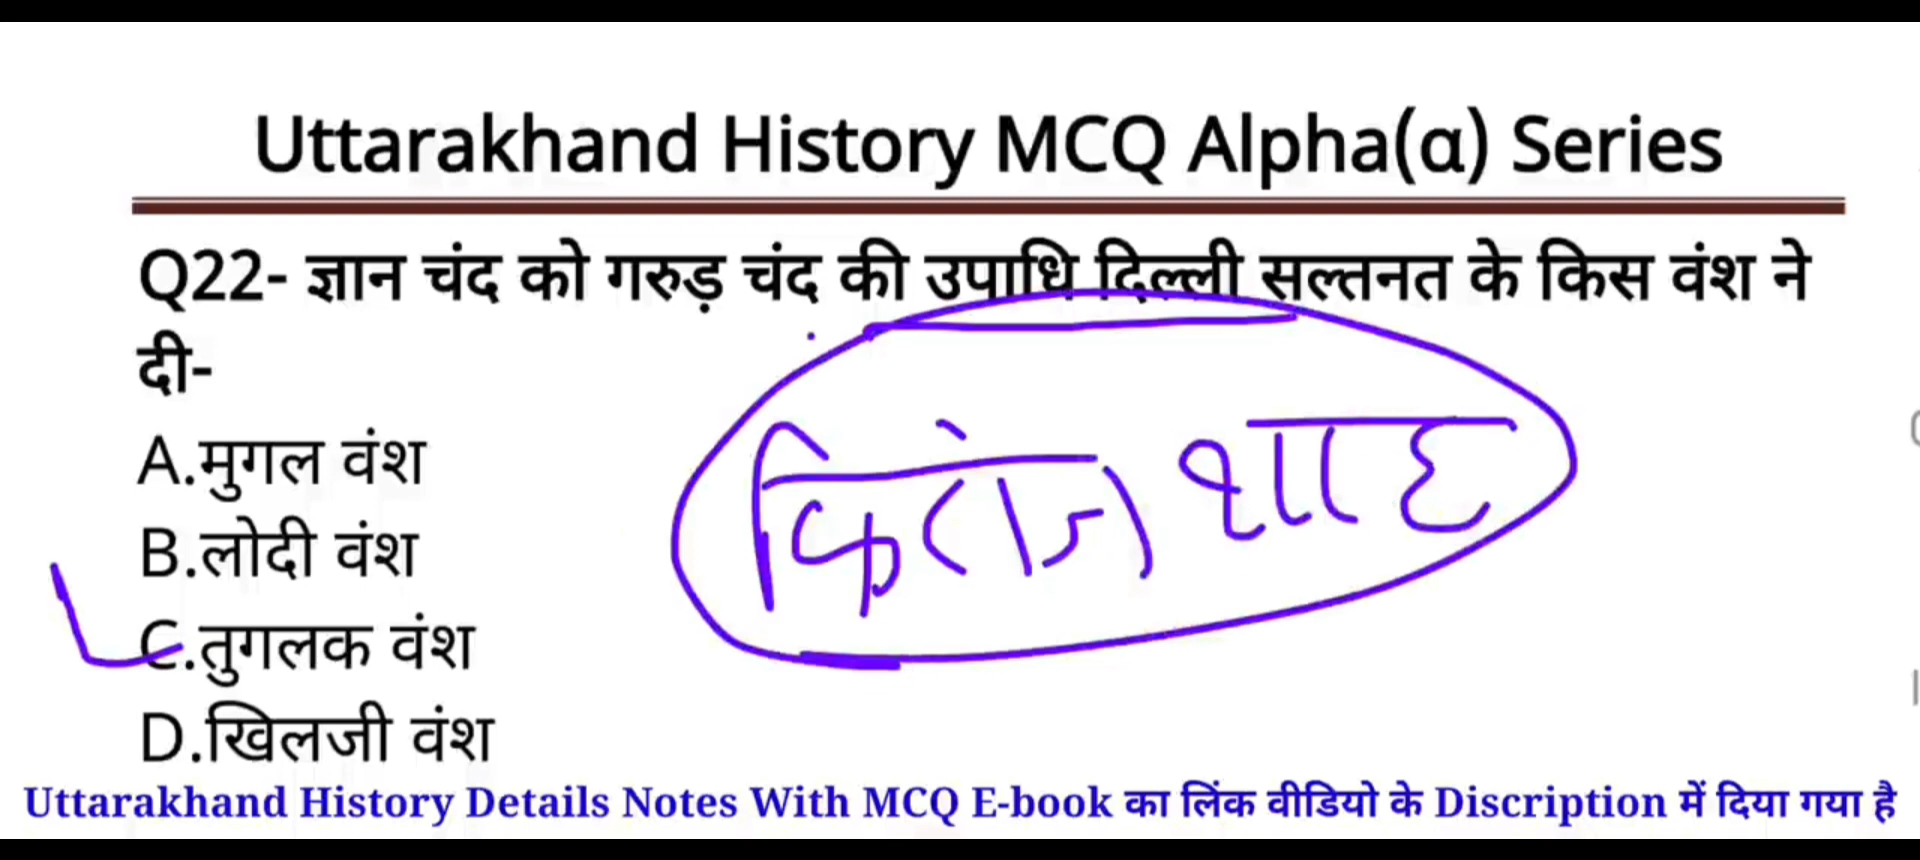 Uttarakhand History MCQ Alpha(α) Series
Q22- ज्ञान चंद को गरुड़ चंद की उपाधि दिल्ली सल्तनत के किस वंश ने
दी-
A.मुगल वंश
B.लोदी वंश
फिरोज शाह
C.तुगलक वंश
D.खिलजी वंश
Uttarakhand History Details Notes With MCQ E-book का लिंक वीडियो के Discription में दिया गया है